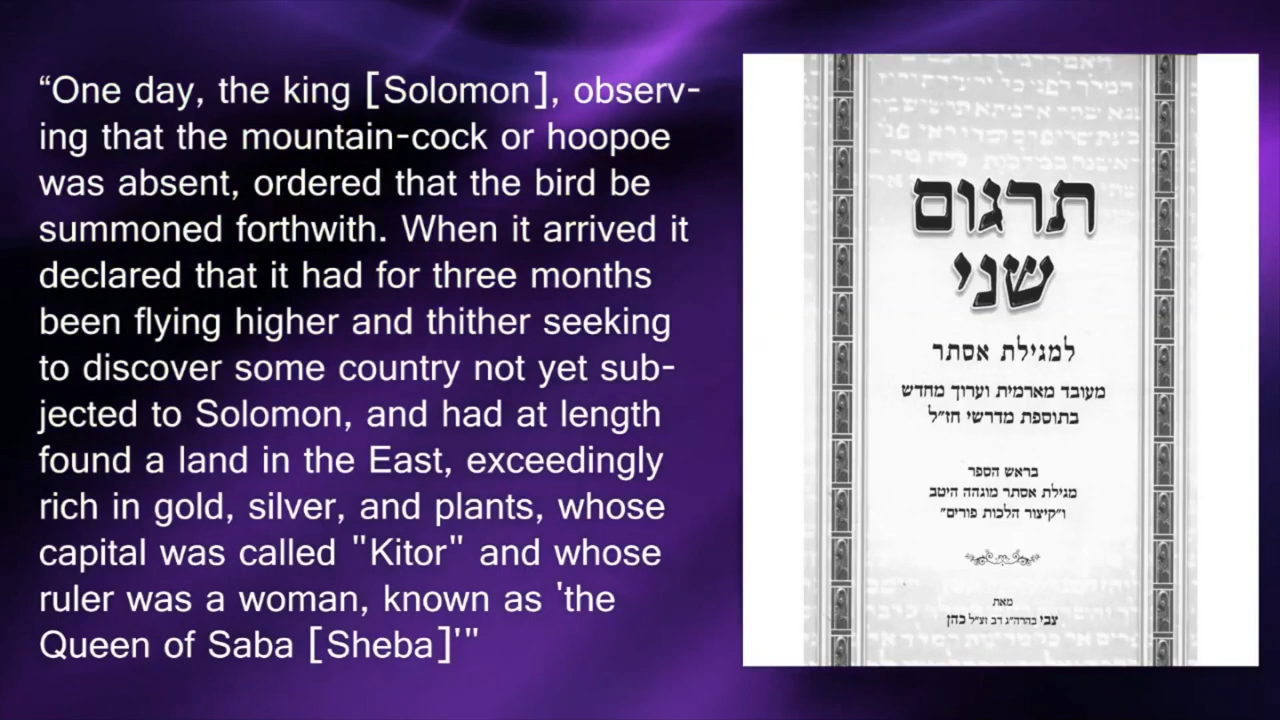 “One day, the king [Solomon], observ-
ing that the mountain-cock or hoopoe
was absent, ordered that the bird be
summoned forthwith. When it arrived it
declared that it had for three months
been flying higher and thither seeking
to discover some country not yet sub-
jected to Solomon, and had at length
found a land in the East, exceedingly
rich in gold, silver, and plants, whose
capital was called "Kitor" and whose
ruler was a woman, known as 'the
Queen of Saba [Sheba]'"
תרגום
שני
למגילת אסתר
מעובד מארמית וערוך מחדש
בתוספת מדרשי חז״ל
בראש הספר
מגילת אסתר מוגהה היטב
ו״קיצור הלכות פורים״
מאת
צבי בהרה״ג דב זצ״ל כהן